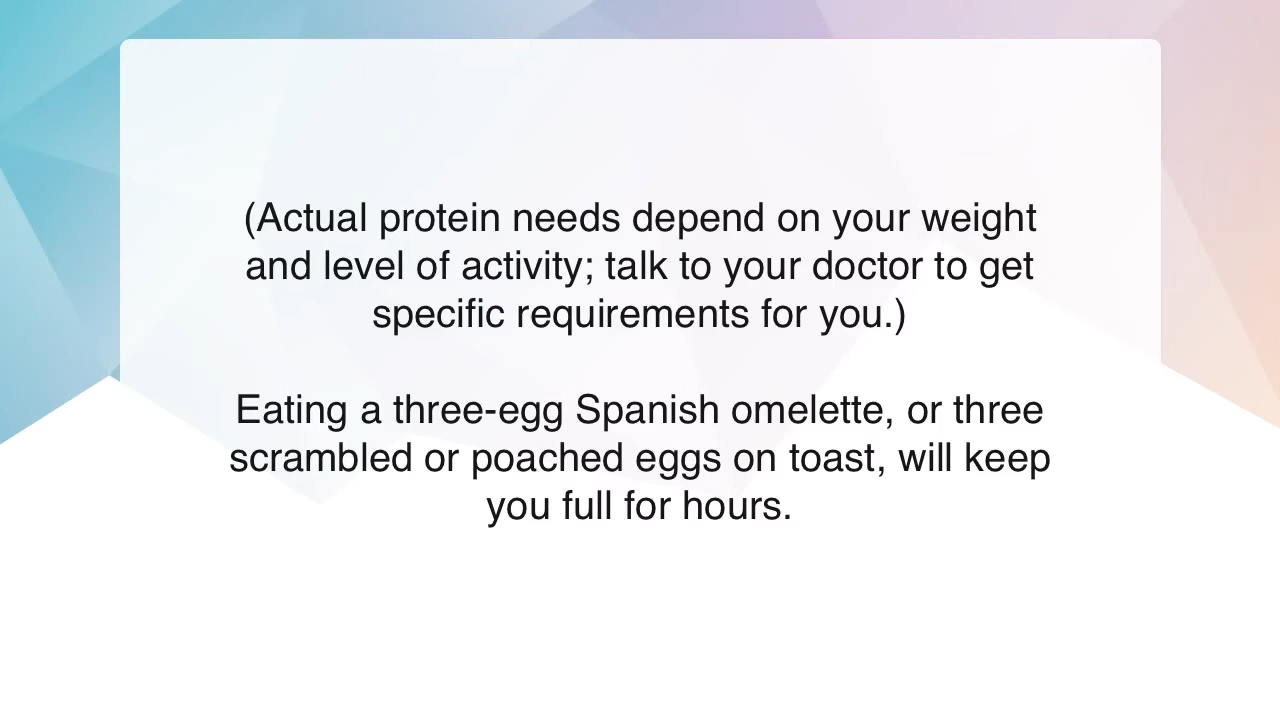 (Actual protein needs depend on your weight
and level of activity; talk to your doctor to get
specific requirements for you.)
Eating a three-egg Spanish omelette, or three
scrambled or poached eggs on toast, will keep
you full for hours.